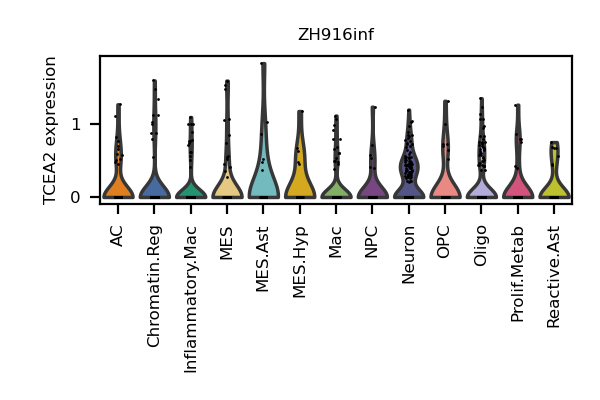 ZH916inf
TCEA2 expression
1
0
AC
Chromatin.Reg
Inflammatory.Mac
MES
MES.Ast
MES.Hyp
Mac
NPC
Neuron
OPC
Oligo
Prolif.Metab
Reactive.Ast